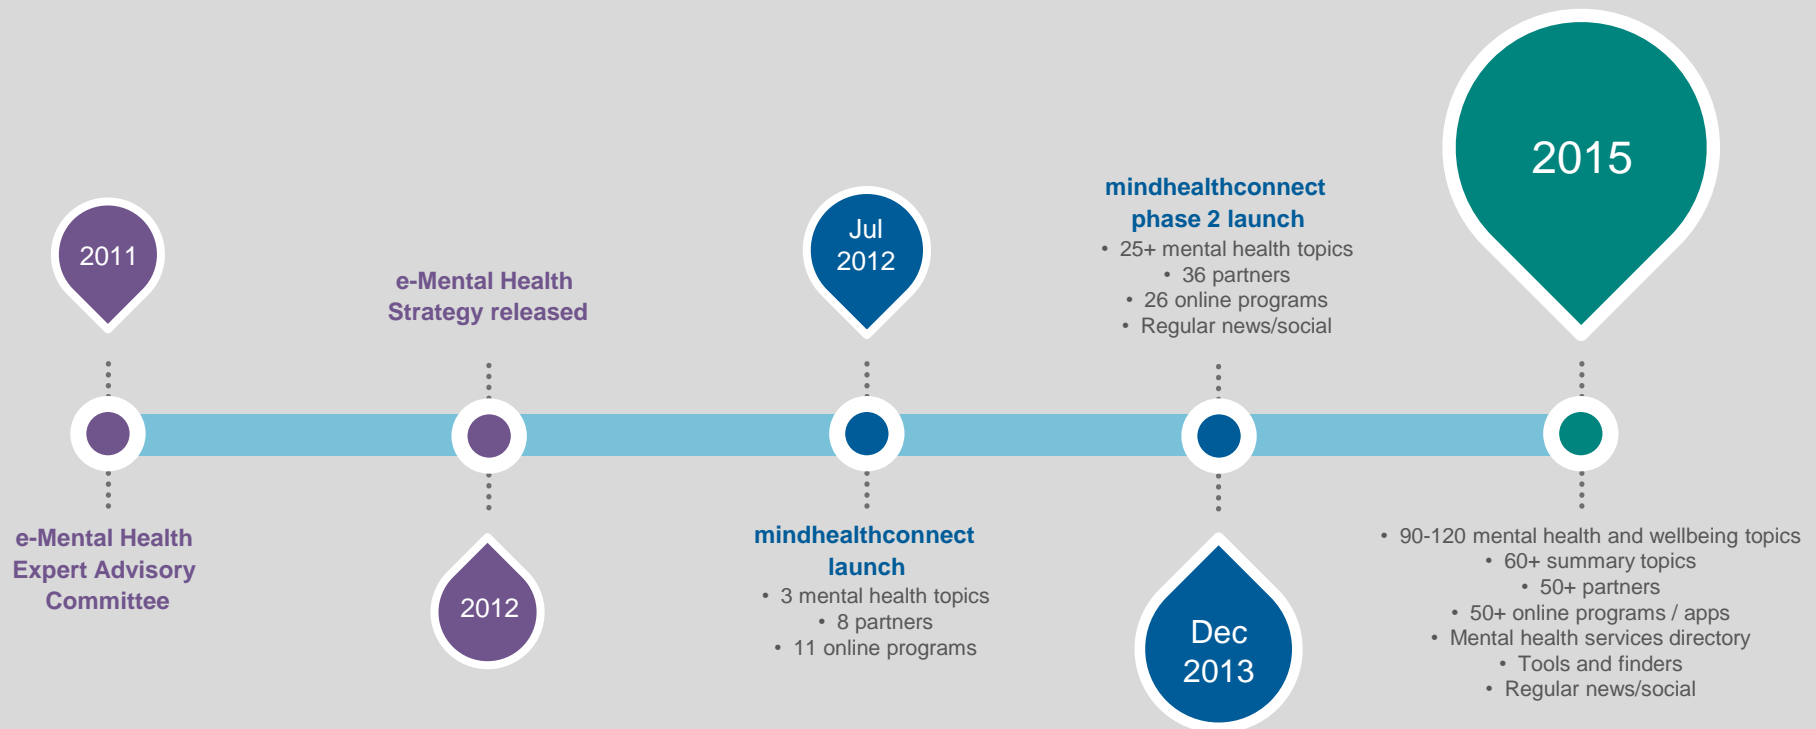 2011
e-Mental Health
Expert Advisory
Committee
e-Mental Health
Strategy released
2012
Jul
2012
mindhealthconnect
launch
• 3 mental health topics
• 8 partners
• 11 online programs
mindhealthconnect
phase 2 launch
• 25+ mental health topics
• 36 partners
• 26 online programs
• Regular news/social
Dec
2013
2015
• 90-120 mental health and wellbeing topics
• 60+ summary topics
• 50+ partners
• 50+ online programs / apps
• Mental health services directory
• Tools and finders
• Regular news/social